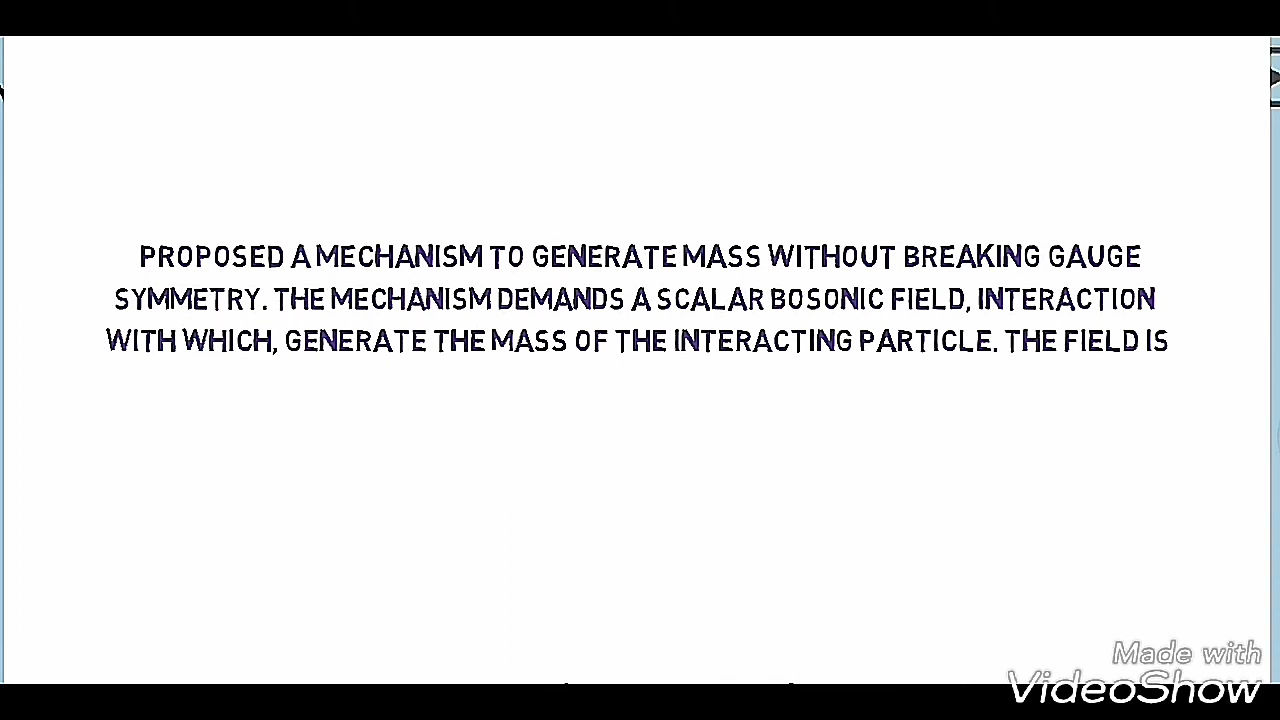 PROPOSED A MECHANISM TO GENERATE MASS WITHOUT BREAKING GAUGE
SYMMETRY. THE MECHANISM DEMANDS A SCALAR BOSONIC FIELD, INTERACTION
WITH WHICH, GENERATE THE MASS OF THE INTERACTING PARTICLE. THE FIELD IS
Made with
VideoShow